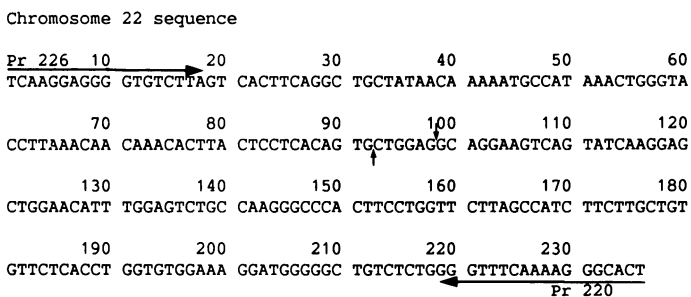 Chromosome 22 sequence
Pr 226 10 20 30 40 50 60
TCAAGGAGGG GTGTCTTAGT CACTTCAGGC TGCTATAACA AAAATGCCAT AAACTGGGTA
70 80 90 100 110 120
CCTTAAACAA CAAACACTTA CTCCTCACAG TGCTGGAGGC AGGAAGTCAG TATCAAGGAG
130 140 150 160 170 180
CTGGAACATT TGGAGTCTGC CAAGGGCCCA CTTCCTGGTT CTTAGCCATC TTCTTGCTGT
190 200 210 220 230
GTTCTCACCT GGTGTGGAAA GGATGGGGGC TGTCTCTGGG GTTTCAAAAG GGCACT
Pr 220